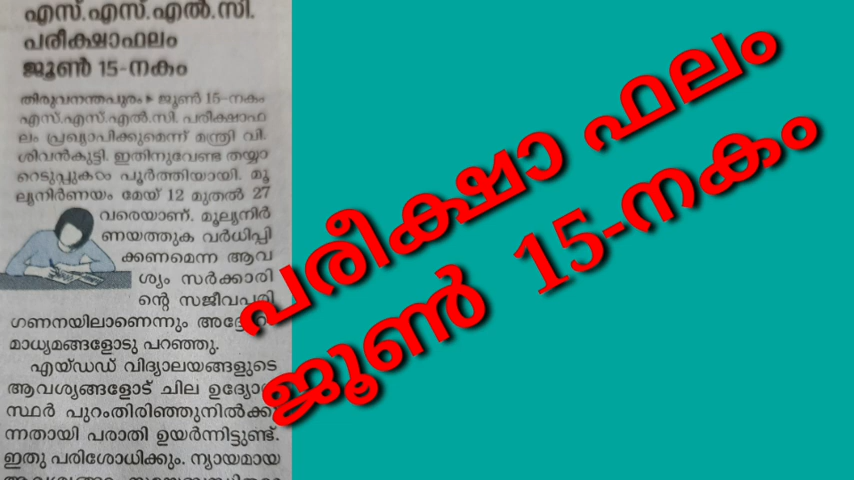 എസ്.എസ്.എൽ.സി.
പരീക്ഷാഫലം
ജൂൺ 15-നകം
തിരുവനന്തപുരം ▸ ജൂൺ 15-നകം
എസ്.എസ്.എൽ.സി. പരീക്ഷാഫ
ലം പ്രഖ്യാപിക്കുമെന്ന് മന്ത്രി വി.
ശിവൻകുട്ടി. ഇതിനുവേണ്ട തയ്യാ
റെടുപ്പുകൾ പൂർത്തിയായി. മൂ
ല്യനിർണയം മേയ് 12 മുതൽ 27
വരെയാണ്. മൂല്യനിർ
ണയത്തുക വർധിപ്പി
ക്കണമെന്ന ആവ
ശ്യം സർക്കാരി
ന്റെ സജീവപരി
ഗണനയിലാണെന്നും
മാധ്യമങ്ങളോടു പറഞ്ഞു.
എയ്ഡഡ് വിദ്യാലയങ്ങളുടെ
ആവശ്യങ്ങളോട് ചില
സ്ഥർ
ന്നതായി പരാതി ഉയർന്നിട്ടുണ്ട്.
ഇതു പരിശോധിക്കും. ന്യായമായ
പരീക്ഷാ ഫലം
ജൂൺ 15-നകം